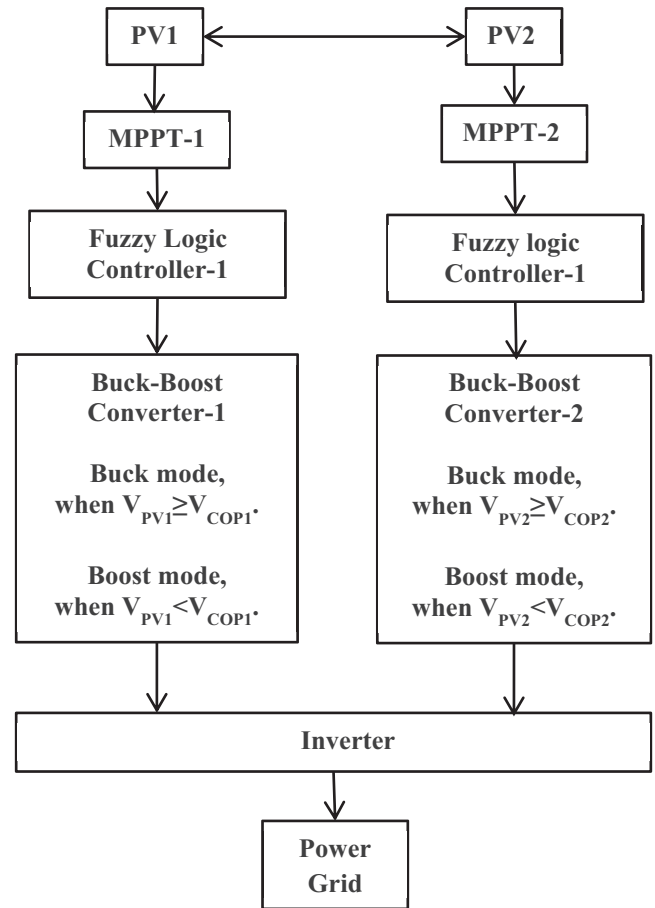 PV1
PV2
MPPT-1
MPPT-2
Fuzzy Logic
Controller-1
Fuzzy logic
Controller-1
Buck-Boost
Converter-1
Buck mode,
when V_PV1≥V_COP1.
Boost mode,
when V_PV1<V_COP1.
Buck-Boost
Converter-2
Buck mode,
when V_PV2≥V_COP2.
Boost mode,
when V_PV2<V_COP2.
Inverter
Power
Grid